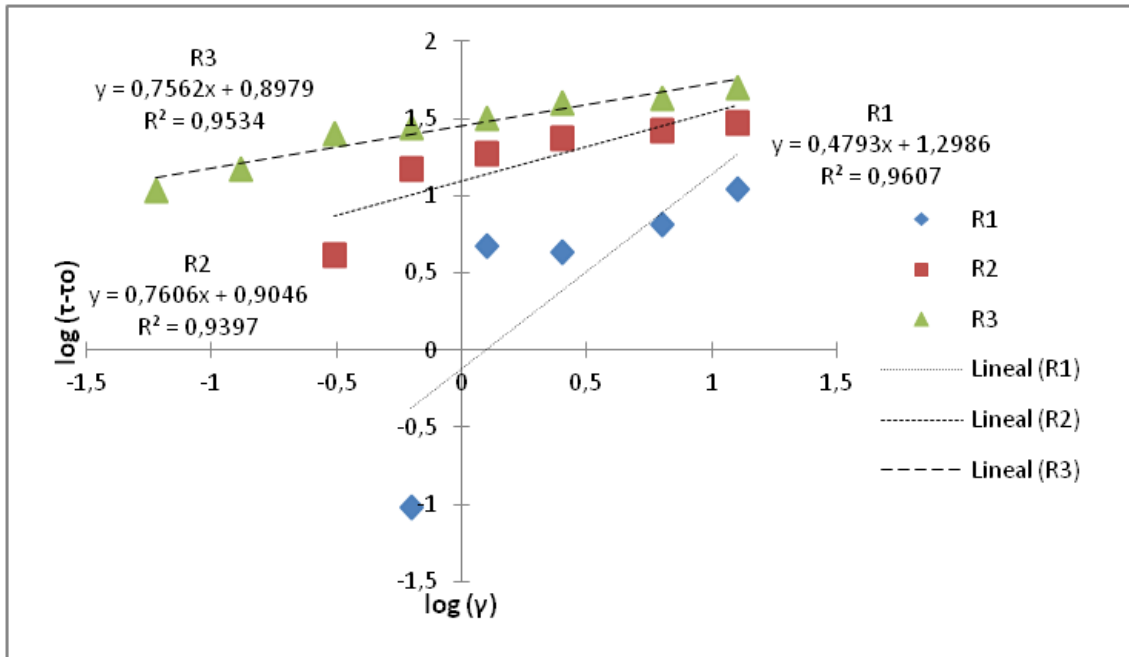 R3
y = 0,7562x + 0,8979
R² = 0,9534
R1
y = 0,4793x + 1,2986
R² = 0,9607
R2
y = 0,7606x + 0,9046
R² = 0,9397
log (τ-τo)
2
1,5
1
0,5
0
-0,5
-1
-1,5
-1,5 -1 -0,5 0 0,5 1 1,5
log (γ)
R1
R2
R3
Lineal (R1)
Lineal (R2)
Lineal (R3)